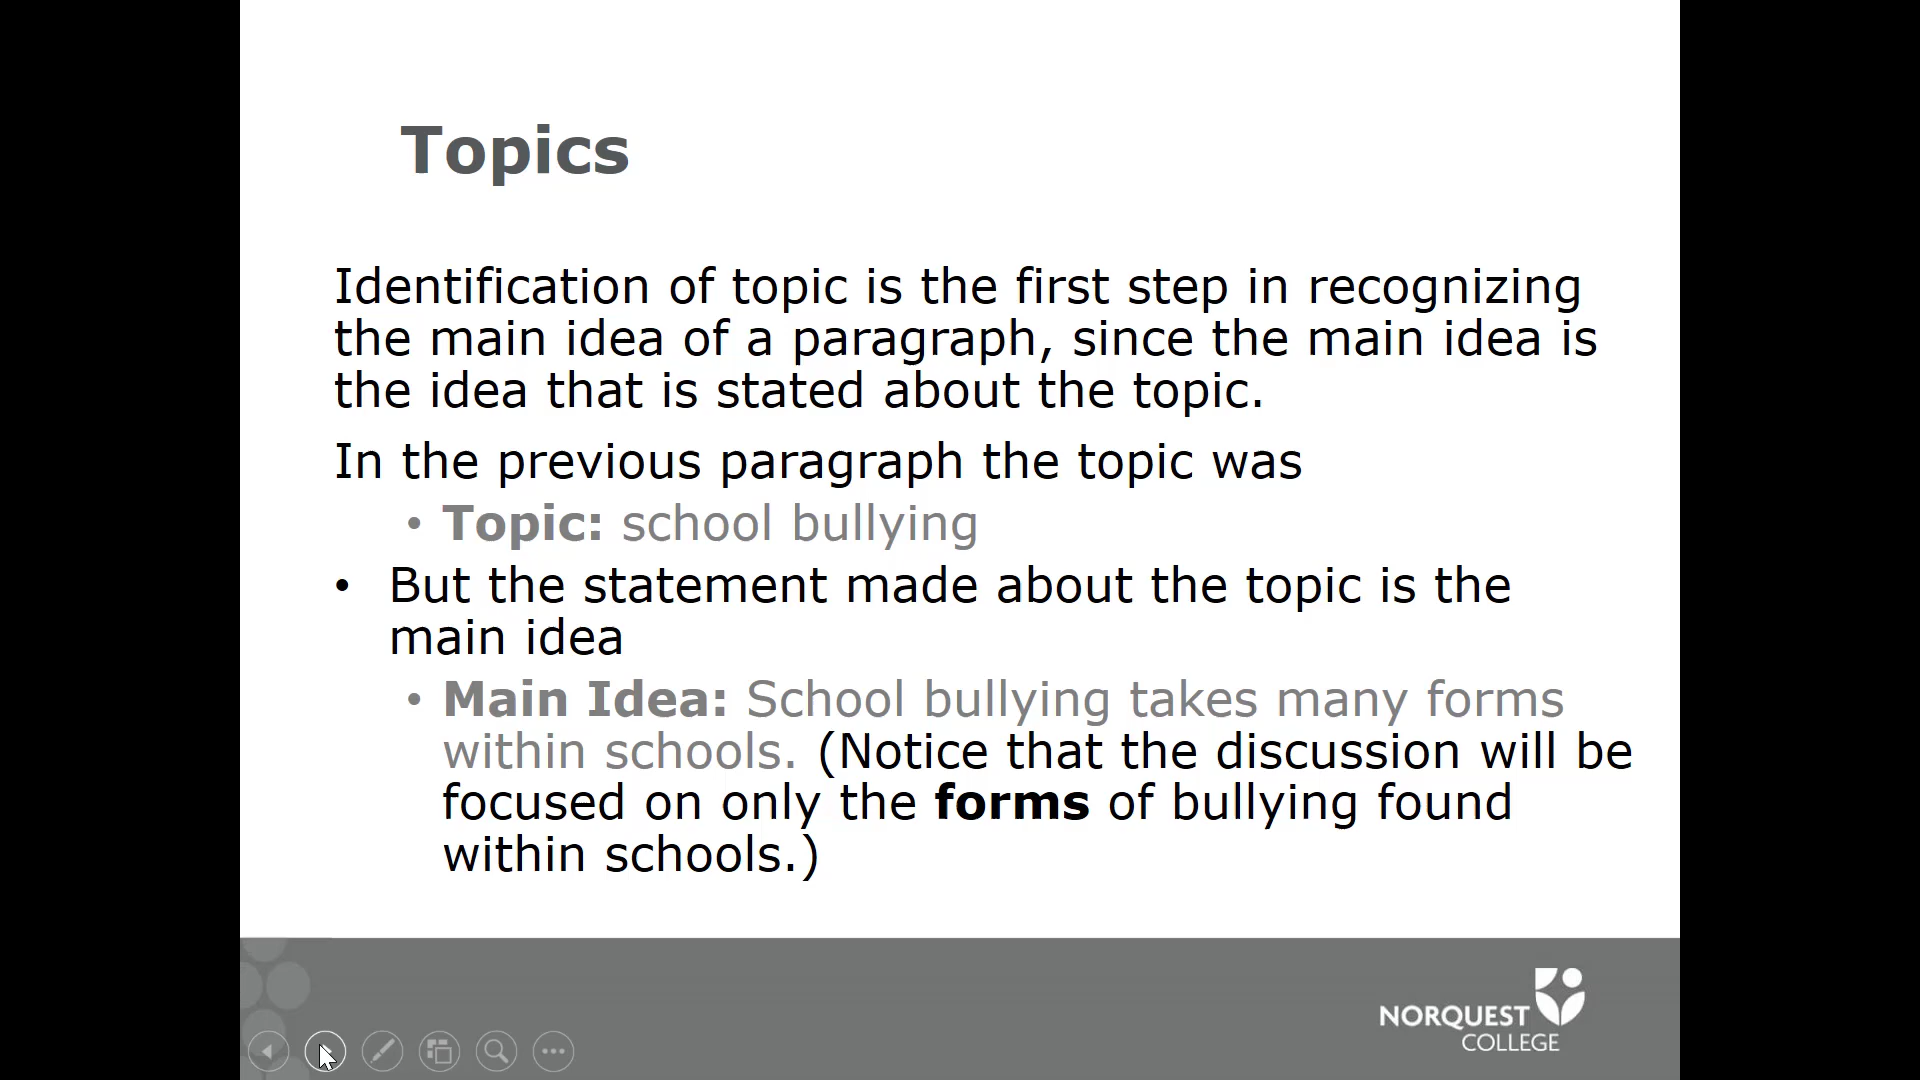 Topics
Identification of topic is the first step in recognizing
the main idea of a paragraph, since the main idea is
the idea that is stated about the topic.
In the previous paragraph the topic was
• Topic: school bullying
• But the statement made about the topic is the
main idea
• Main Idea: School bullying takes many forms
within schools. (Notice that the discussion will be
focused on only the forms of bullying found
within schools.)
NORQUEST
COLLEGE